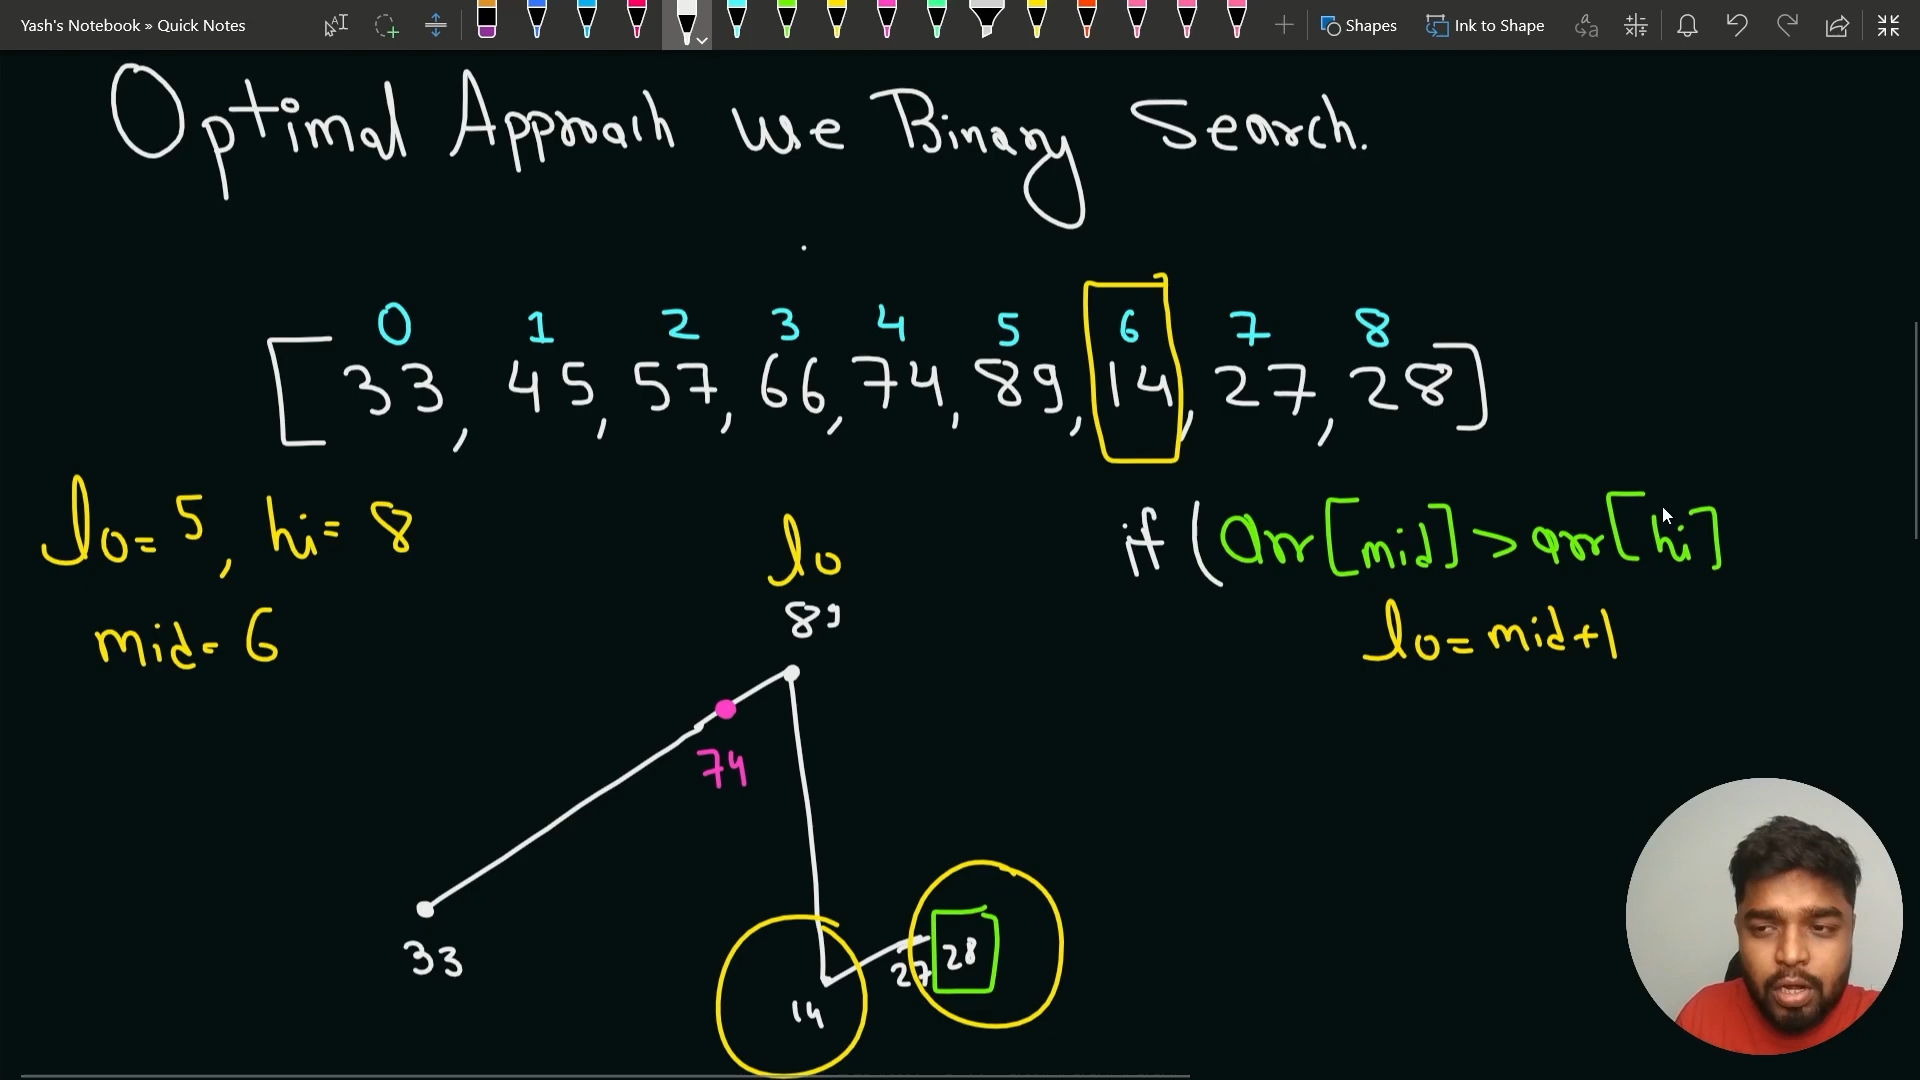 Yash's Notebook » Quick Notes
Shapes
Ink to Shape
Optimal Approach use Binary Search.
0 1 2 3 4 5 6 7 8
[33, 45, 57, 66, 74, 89, 14, 27, 28]
lo= 5, hi= 8
mid= 6
lo
89
if (arr[mid]>arr[hi]
lo= mid+1
74
33
14
27
28